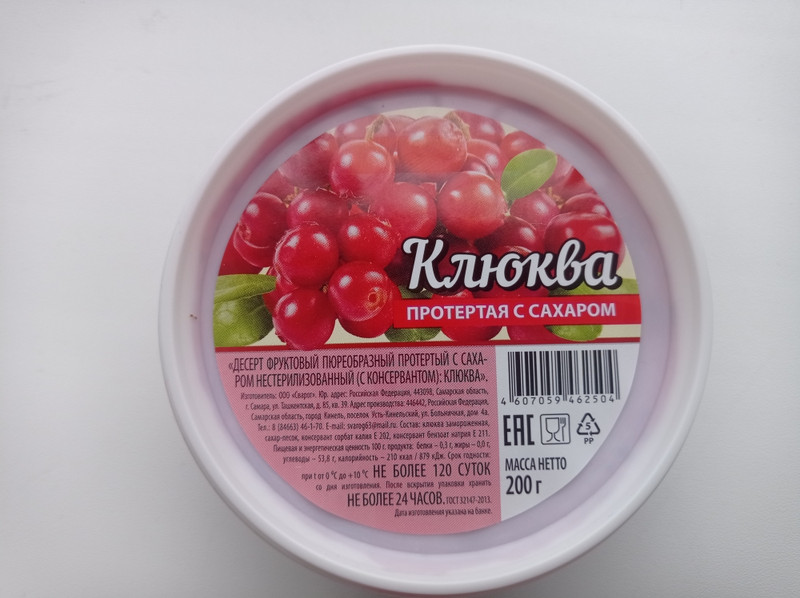 Клюква
ПРОТЕРТАЯ С САХАРОМ
«ДЕСЕРТ ФРУКТОВЫЙ ПЮРЕОБРАЗНЫЙ ПРОТЕРТЫЙ С САХА-
РОМ НЕСТЕРИЛИЗОВАННЫЙ (С КОНСЕРВАНТОМ): КЛЮКВА».
Изготовитель: ООО «Сварог». Юр. адрес: Российская Федерация, 443098, Самарская область,
г. Самара, ул. Ташкентская, д. 85, кв. 39. Адрес производства: 446442, Российская Федерация,
Самарская область, город Кинель, поселок Усть-Кинельский, ул. Больничная, дом 4а.
Тел.: 8 (84663) 46-1-70. E-mail: svarog63@mail.ru. Состав: клюква замороженная,
сахар-песок, консервант сорбат калия Е 202, консервант бензоат натрия Е 211.
Пищевая и энергетическая ценность 100 г. продукта: белки – 0,3 г, жиры – 0,0 г,
углеводы – 53,8 г, калорийность – 210 ккал / 879 кДж. Срок годности:
при t от 0 °С до +10 °С НЕ БОЛЕЕ 120 СУТОК
со дня изготовления. После вскрытия упаковки хранить
НЕ БОЛЕЕ 24 ЧАСОВ. ГОСТ 32147-2013.
Дата изготовления указана на банке.
4 607059 462504
EAC
5
PP
МАССА НЕТТО
200 г